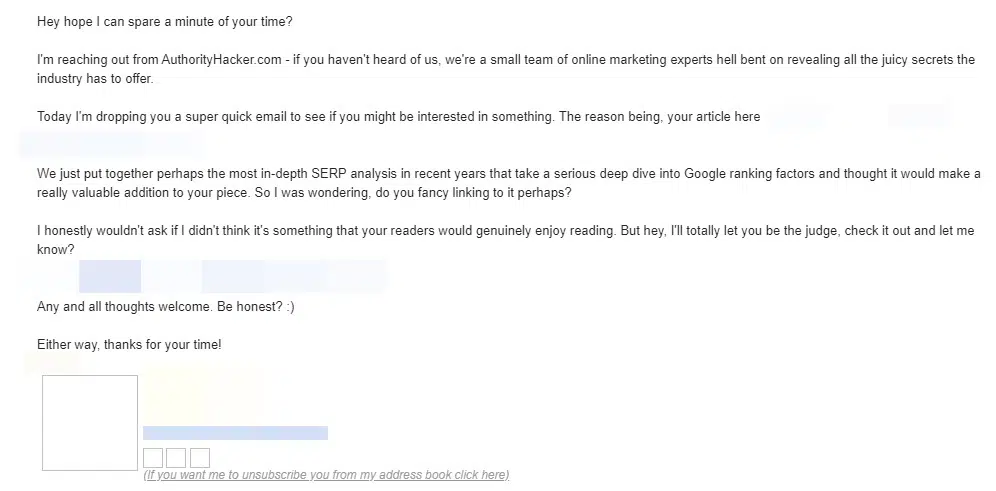 Hey hope I can spare a minute of your time?
I'm reaching out from AuthorityHacker.com - if you haven't heard of us, we're a small team of online marketing experts hell bent on revealing all the juicy secrets the
industry has to offer.
Today I'm dropping you a super quick email to see if you might be interested in something. The reason being, your article here
We just put together perhaps the most in-depth SERP analysis in recent years that take a serious deep dive into Google ranking factors and thought it would make a
really valuable addition to your piece. So I was wondering, do you fancy linking to it perhaps?
I honestly wouldn't ask if I didn't think it's something that your readers would genuinely enjoy reading. But hey, I'll totally let you be the judge, check it out and let me
know?
Any and all thoughts welcome. Be honest? :)
Either way, thanks for your time!
(If you want me to unsubscribe you from my address book click here)